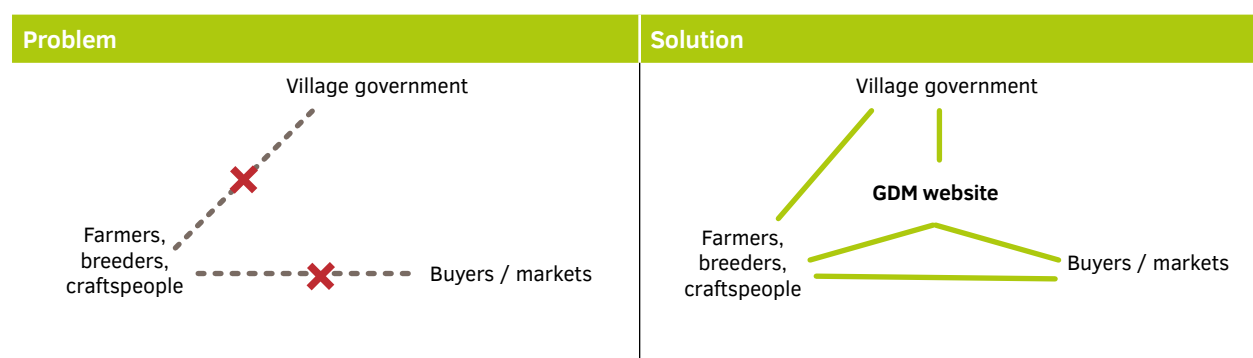 Problem
Village government
Farmers,
breeders,
craftspeople
Buyers / markets
Solution
Village government
GDM website
Farmers,
breeders,
craftspeople
Buyers / markets